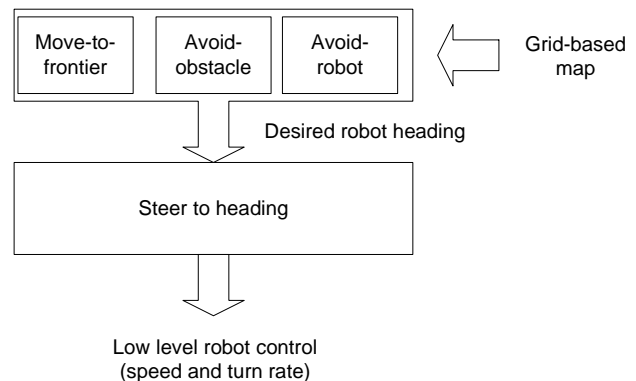 Move-to-
frontier
Avoid-
obstacle
Avoid-
robot
Grid-based
map
Desired robot heading
Steer to heading
Low level robot control
(speed and turn rate)